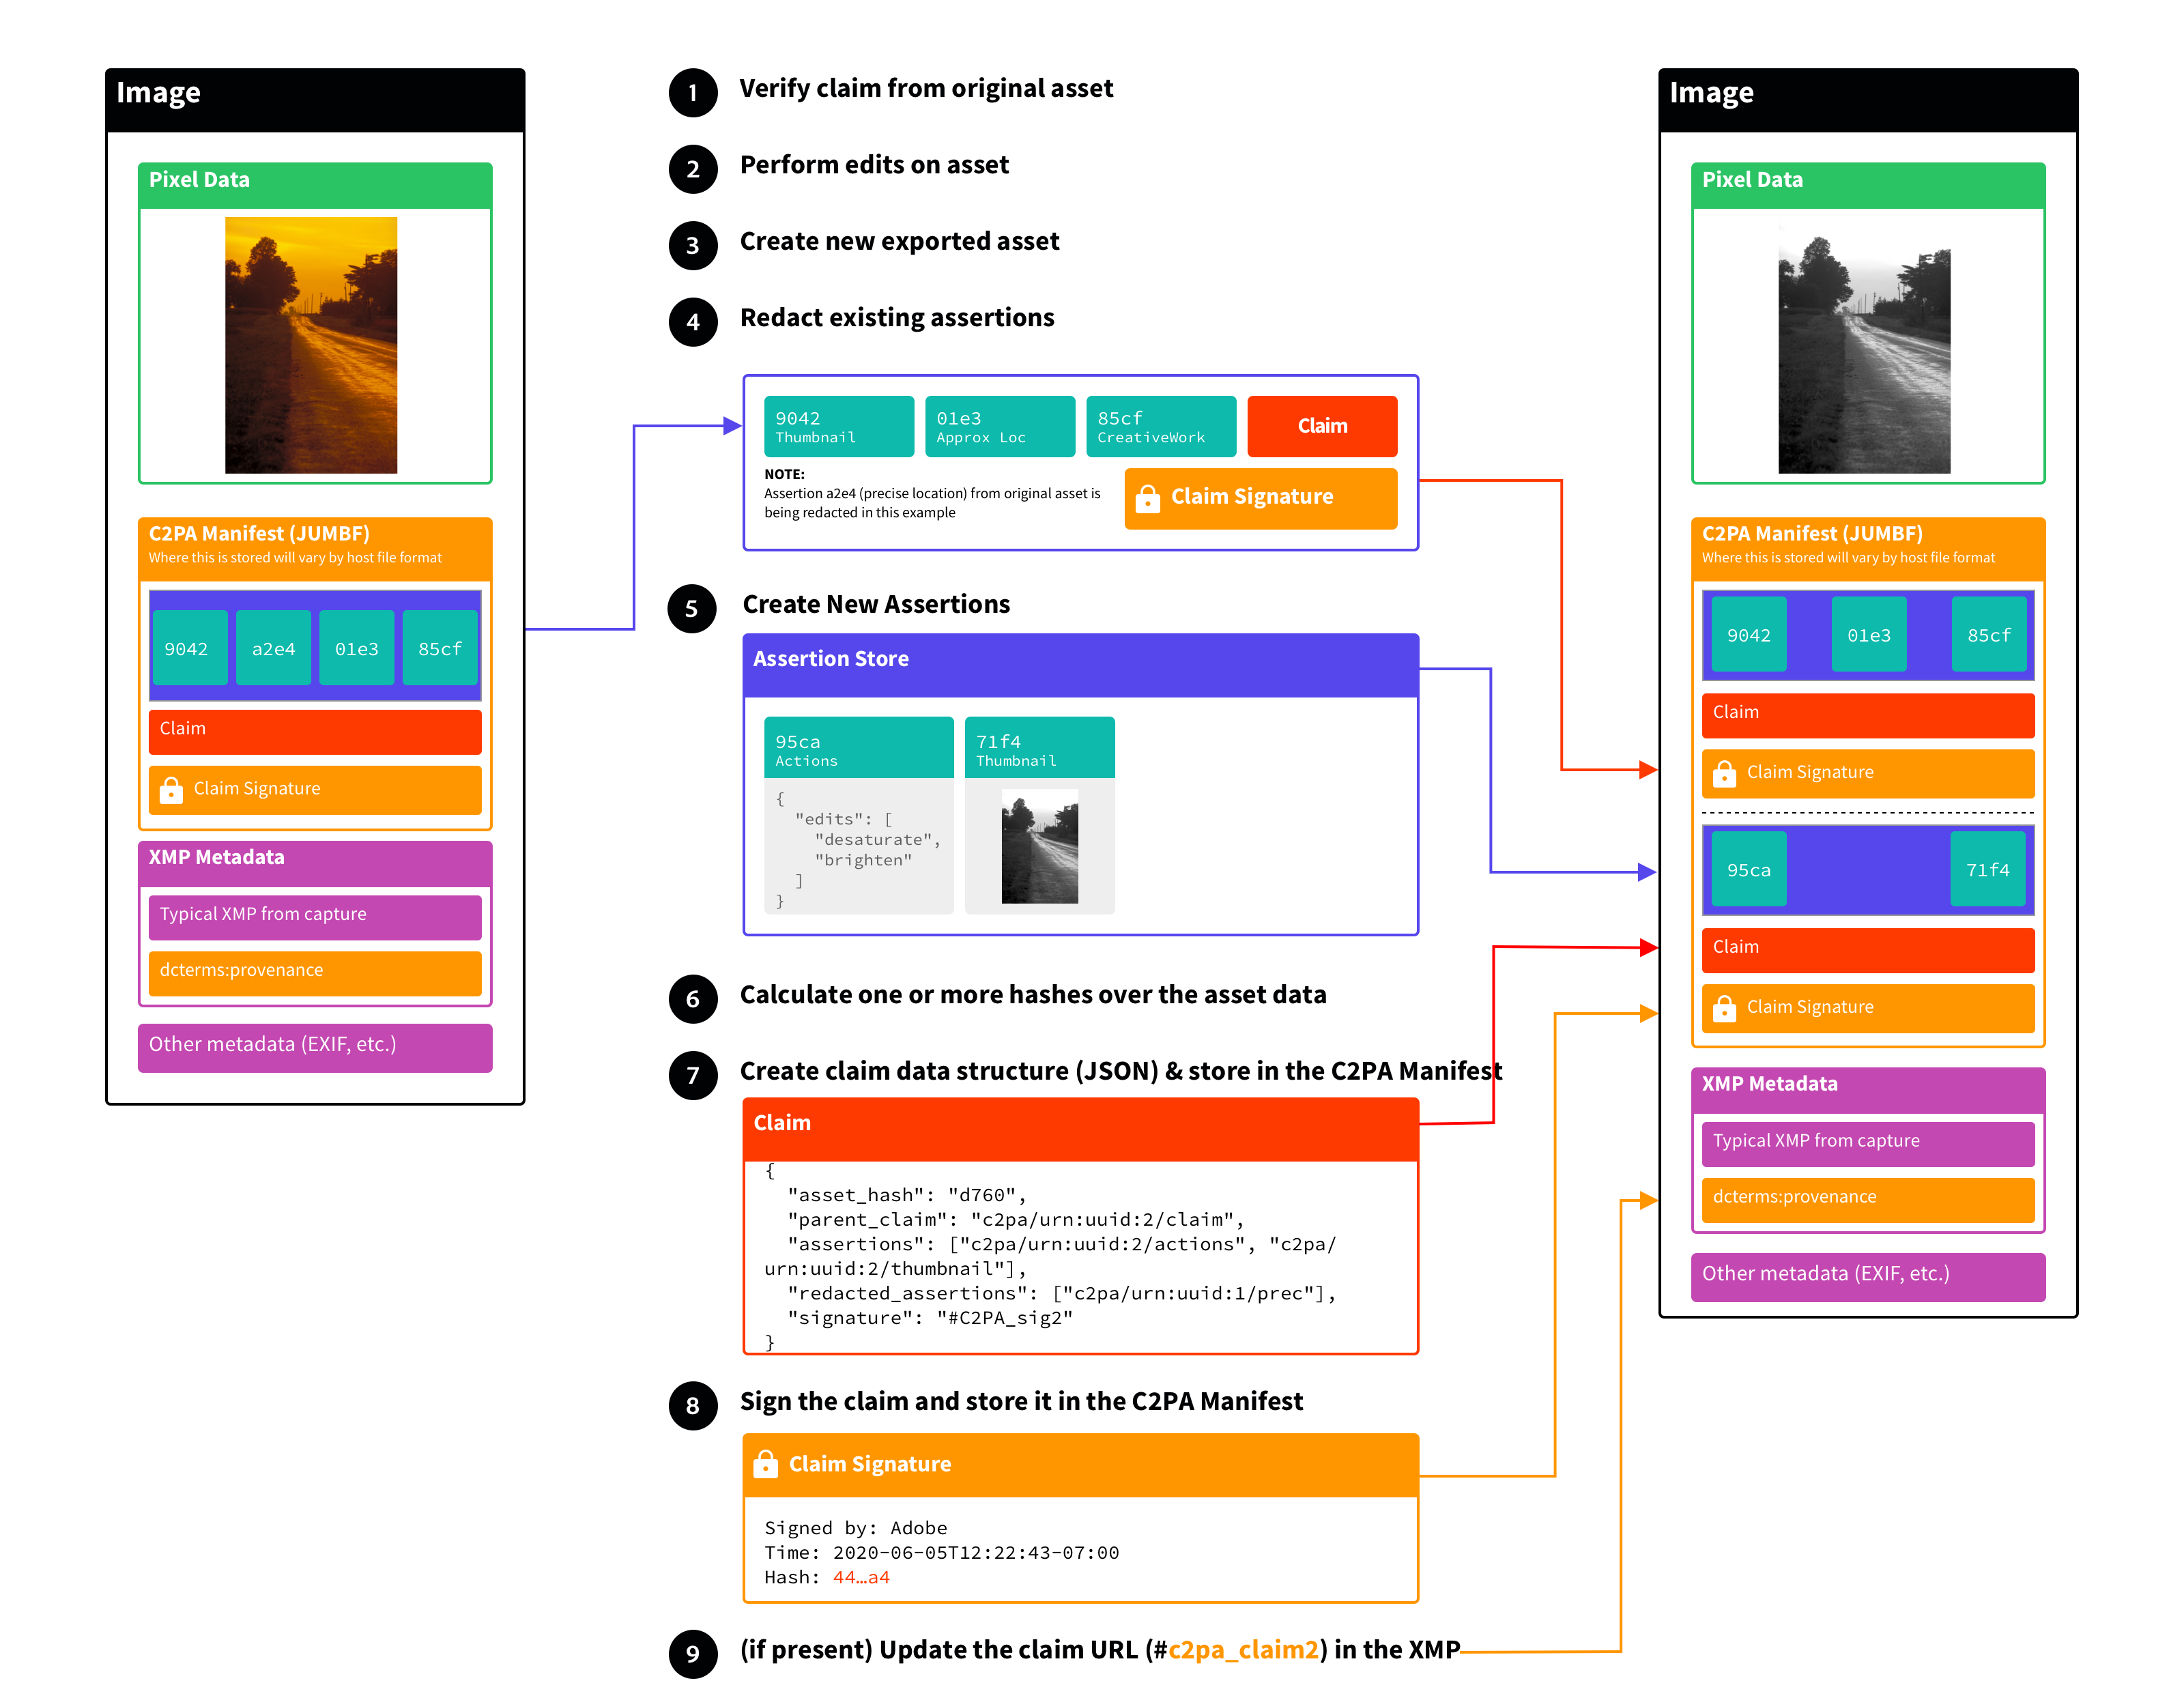 Image
Pixel Data
C2PA Manifest (JUMBF)
Where this is stored will vary by host file format
9042 a2e4 01e3 85cf
Claim
Claim Signature
XMP Metadata
Typical XMP from capture
dcterms:provenance
Other metadata (EXIF, etc.)
1 Verify claim from original asset
2 Perform edits on asset
3 Create new exported asset
4 Redact existing assertions
9042 01e3 85cf Claim
Thumbnail Approx Loc CreativeWork
NOTE:
Assertion a2e4 (precise location) from original asset is
being redacted in this example
Claim Signature
5 Create New Assertions
Assertion Store
95ca
Actions
{
"edits": [
"desaturate",
"brighten"
]
}
71f4
Thumbnail
6 Calculate one or more hashes over the asset data
7 Create claim data structure (JSON) & store in the C2PA Manifest
Claim
{
"asset_hash": "d760",
"parent_claim": "c2pa/urn:uuid:2/claim",
"assertions": ["c2pa/urn:uuid:2/actions", "c2pa/
urn:uuid:2/thumbnail"],
"redacted_assertions": ["c2pa/urn:uuid:1/prec"],
"signature": "#C2PA_sig2"
}
8 Sign the claim and store it in the C2PA Manifest
Claim Signature
Signed by: Adobe
Time: 2020-06-05T12:22:43-07:00
Hash: 44…a4
9 (if present) Update the claim URL (#c2pa_claim2) in the XMP
Image
Pixel Data
C2PA Manifest (JUMBF)
Where this is stored will vary by host file format
9042 01e3 85cf
Claim
Claim Signature
95ca 71f4
Claim
Claim Signature
XMP Metadata
Typical XMP from capture
dcterms:provenance
Other metadata (EXIF, etc.)